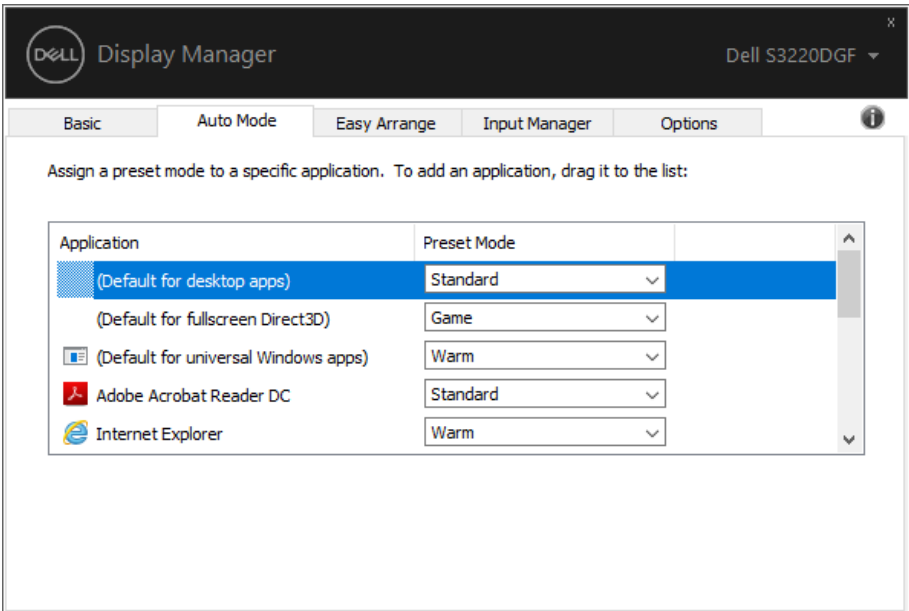 x
DELL Display Manager Dell S3220DGF
Basic Auto Mode Easy Arrange Input Manager Options
Assign a preset mode to a specific application. To add an application, drag it to the list:
Application Preset Mode
(Default for desktop apps) Standard
(Default for fullscreen Direct3D) Game
(Default for universal Windows apps) Warm
Adobe Acrobat Reader DC Standard
Internet Explorer Warm